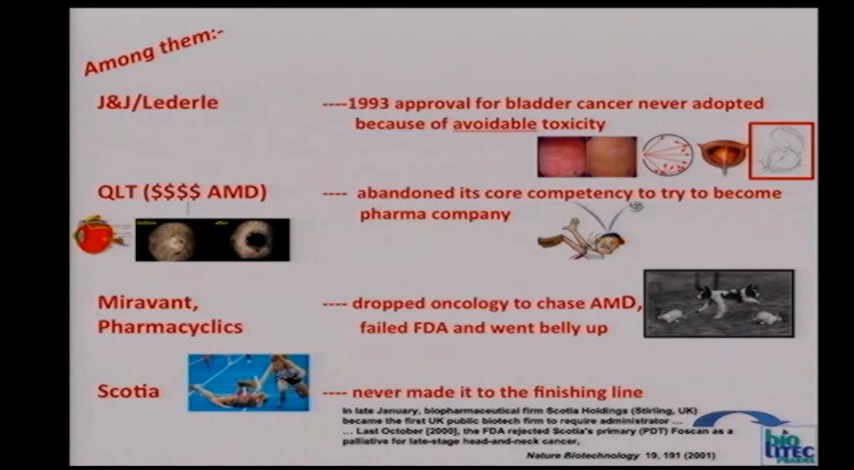 Among them:-
J&J/Lederle ----1993 approval for bladder cancer never adopted
because of avoidable toxicity
QLT ($$$$ AMD) ---- abandoned its core competency to try to become
pharma company
before after
Miravant, ---- dropped oncology to chase AMD,
Pharmacyclics failed FDA and went belly up
Scotia ---- never made it to the finishing line
In late January, biopharmaceutical firm Scotia Holdings (Stirling, UK)
became the first UK public biotech firm to require administrator ...
... Last October [2000], the FDA rejected Scotia's primary (PDT) Foscan as a
palliative for late-stage head-and-neck cancer,
Nature Biotechnology 19, 191 (2001)
bio
LITEC
PHARMA